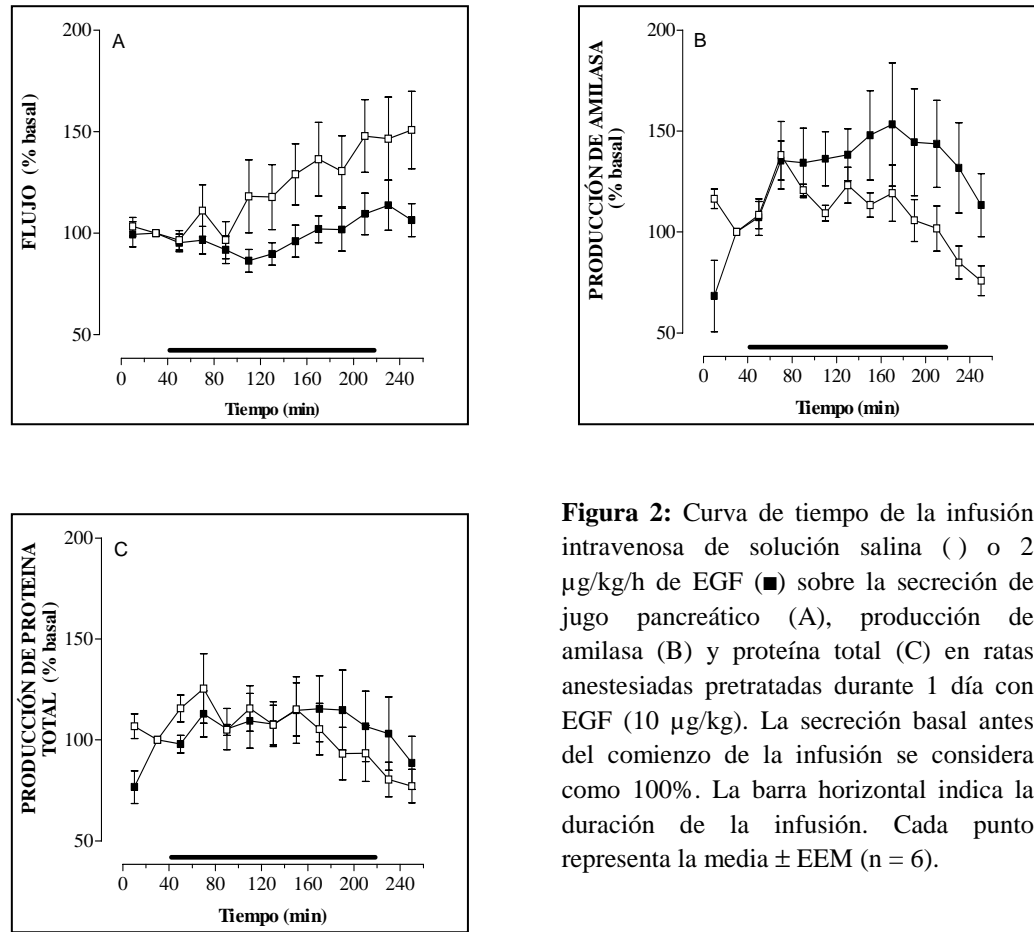 200
A
150
100
50
FLUJO (% basal)
0 40 80 120 160 200 240
Tiempo (min)
200
B
150
100
50
PRODUCCIÓN DE AMILASA
(% basal)
0 40 80 120 160 200 240
Tiempo (min)
200
C
150
100
50
PRODUCCIÓN DE PROTEINA
TOTAL (% basal)
0 40 80 120 160 200 240
Tiempo (min)
Figura 2: Curva de tiempo de la infusión
intravenosa de solución salina ( ) o 2
µg/kg/h de EGF (■) sobre la secreción de
jugo pancreático (A), producción de
amilasa (B) y proteína total (C) en ratas
anestesiadas pretratadas durante 1 día con
EGF (10 µg/kg). La secreción basal antes
del comienzo de la infusión se considera
como 100%. La barra horizontal indica la
duración de la infusión. Cada punto
representa la media ± EEM (n = 6).